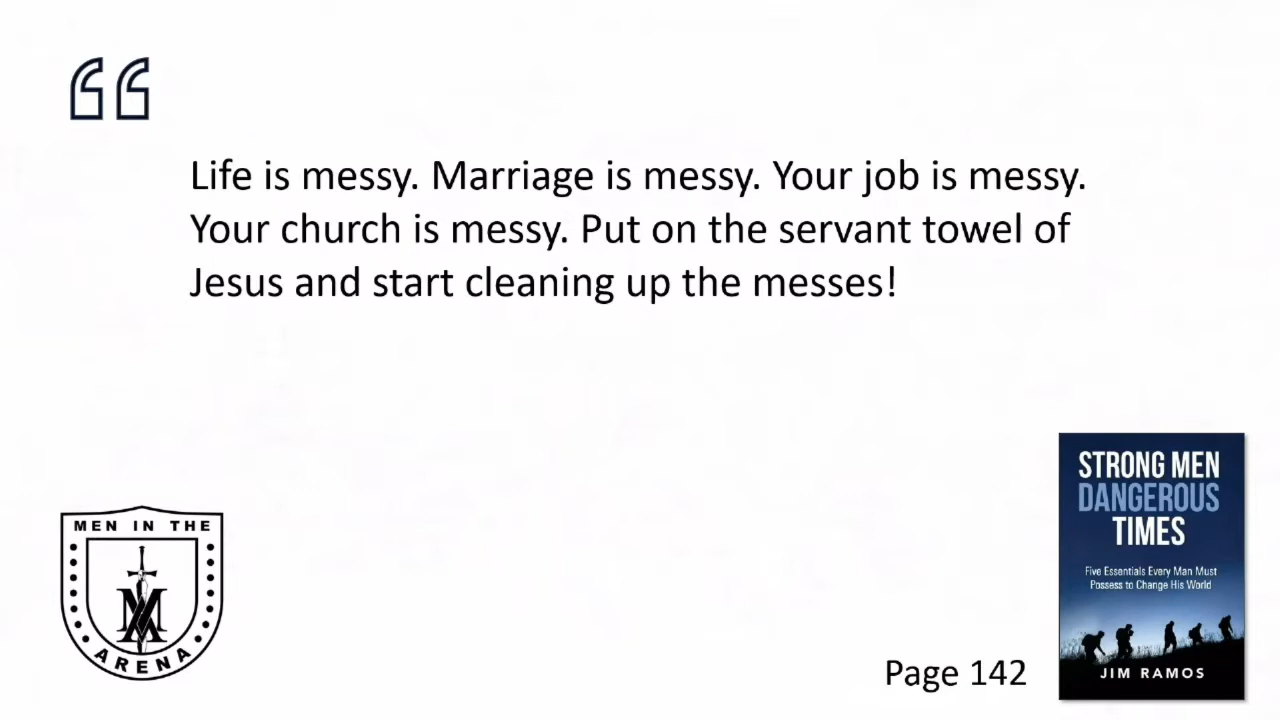 Life is messy. Marriage is messy. Your job is messy.
Your church is messy. Put on the servant towel of
Jesus and start cleaning up the messes!
MEN IN THE
MA
ARENA
STRONG MEN
DANGEROUS
TIMES
Five Essentials Every Man Must
Possess to Change His World
JIM RAMOS
Page 142